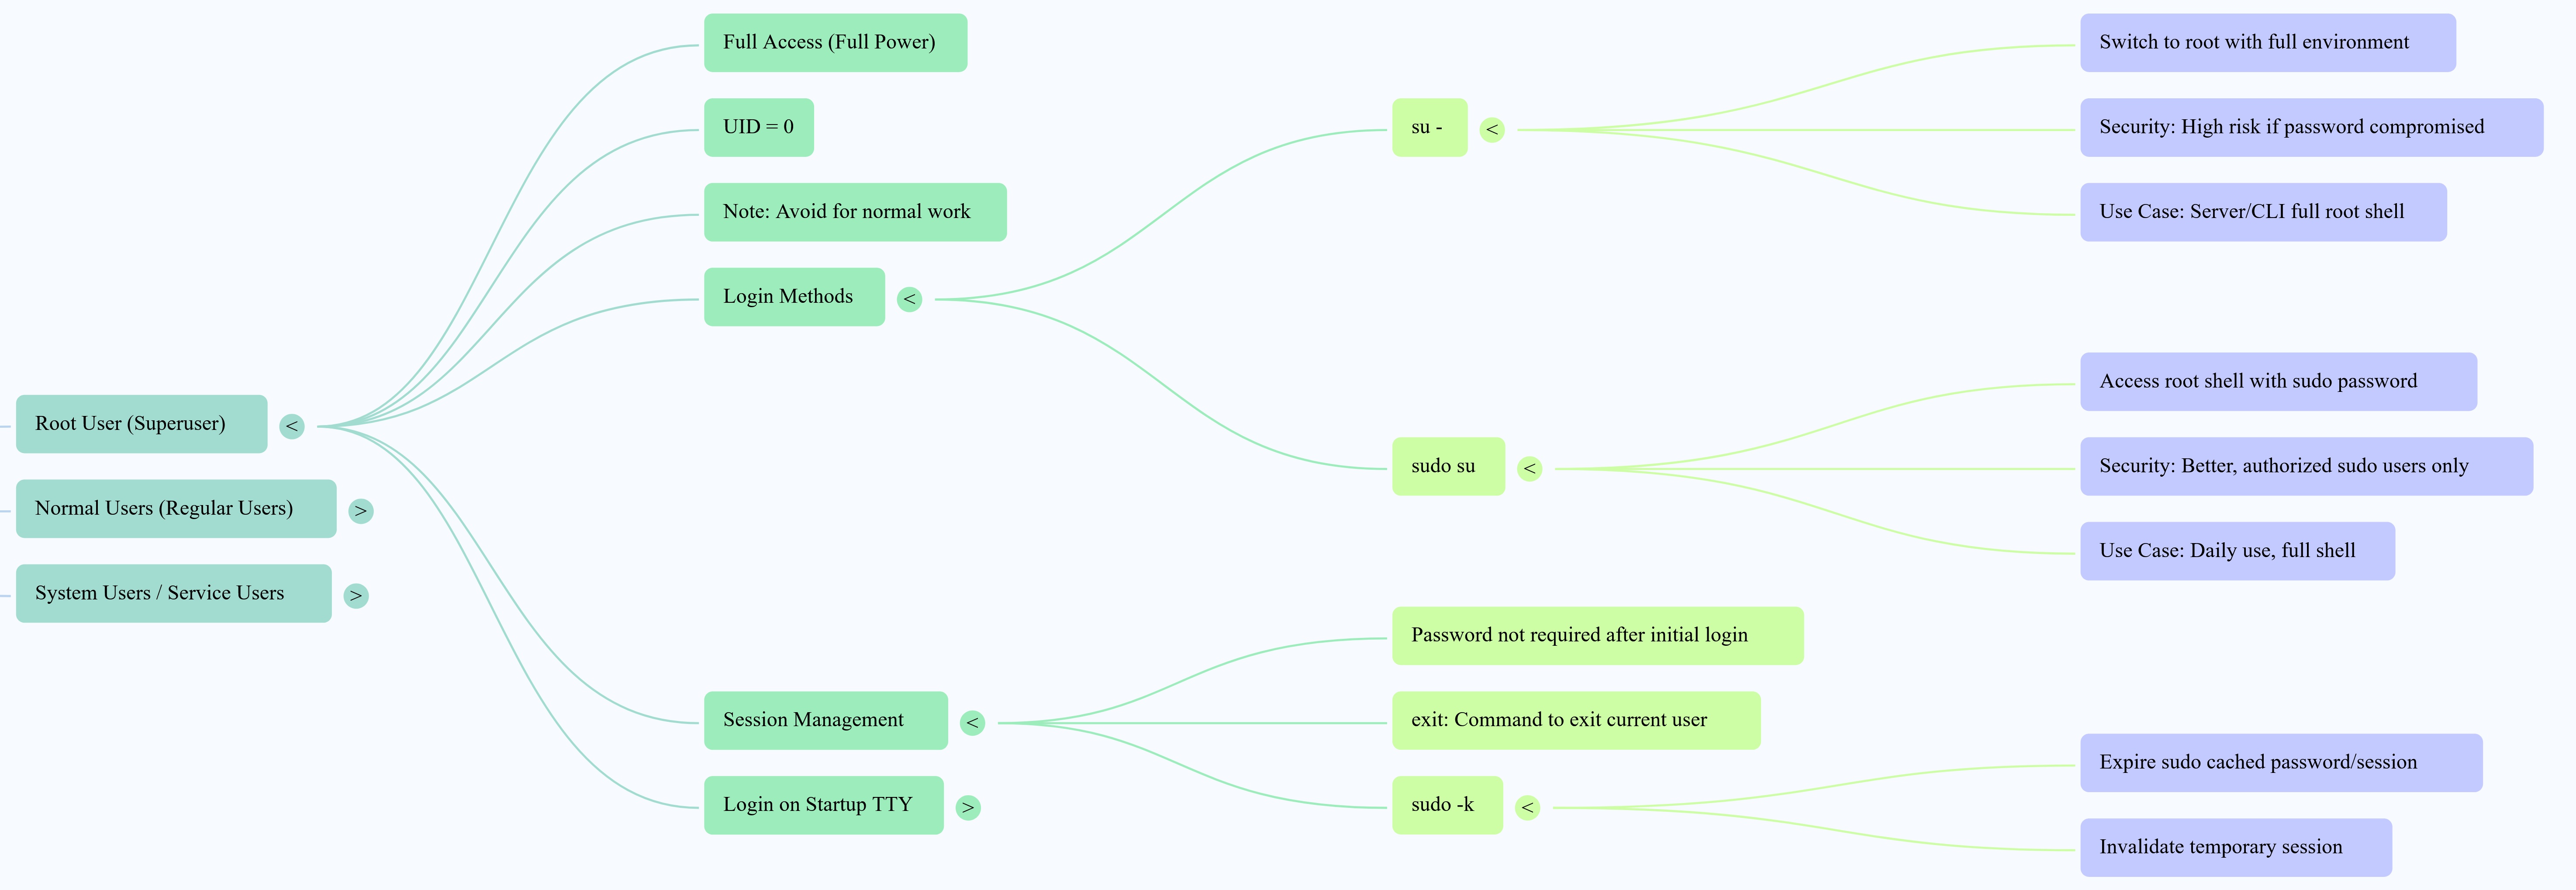 Root User (Superuser)
<
Full Access (Full Power)
UID = 0
Note: Avoid for normal work
Login Methods
<
su -
<
Switch to root with full environment
Security: High risk if password compromised
Use Case: Server/CLI full root shell
sudo su
<
Access root shell with sudo password
Security: Better, authorized sudo users only
Use Case: Daily use, full shell
Session Management
<
Password not required after initial login
exit: Command to exit current user
sudo -k
<
Expire sudo cached password/session
Invalidate temporary session
Login on Startup TTY
>
Normal Users (Regular Users)
>
System Users / Service Users
>